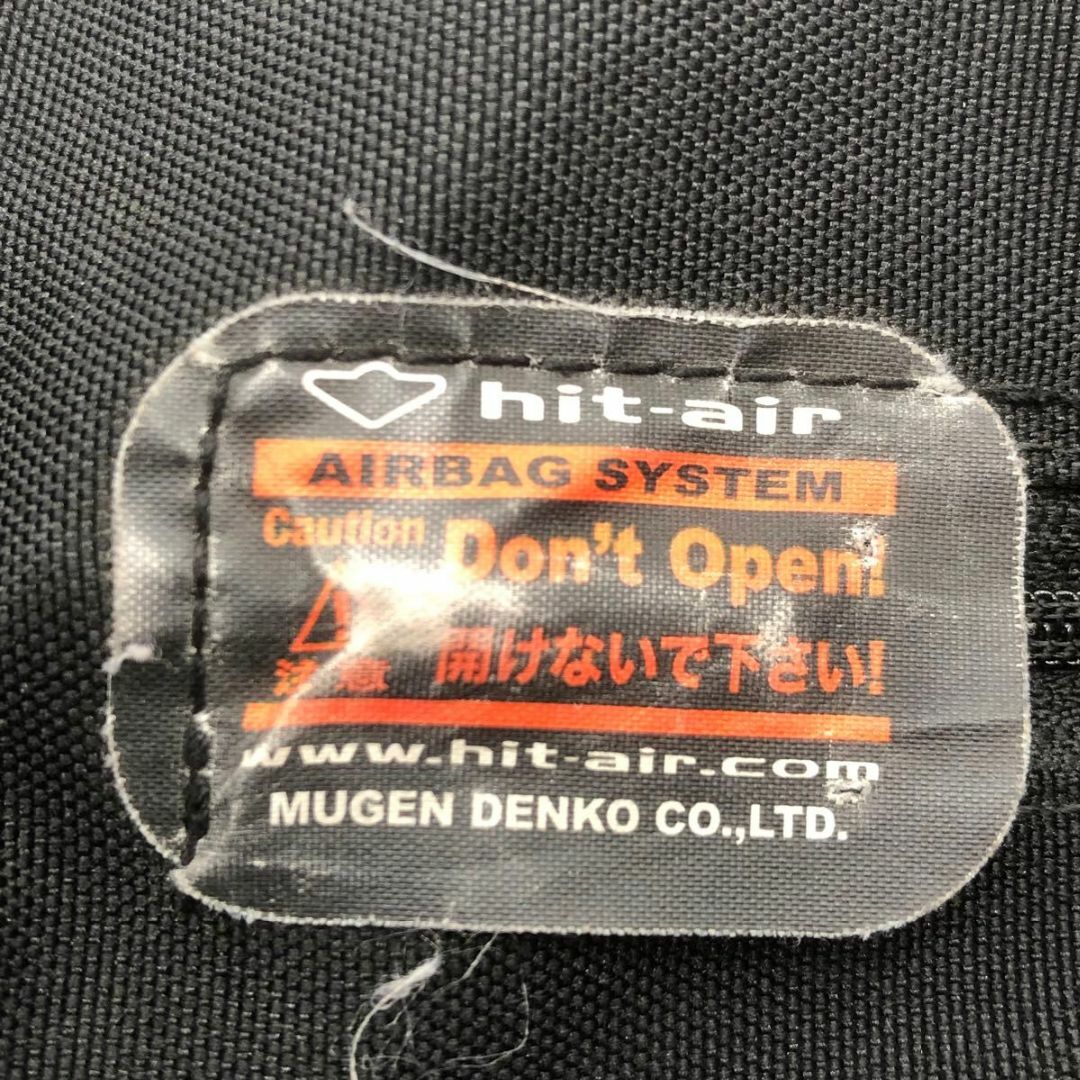 hit-air
AIRBAG SYSTEM
Caution Don't Open!
注意 開けないで下さい!
www.hit-air.com
MUGEN DENKO CO.,LTD.